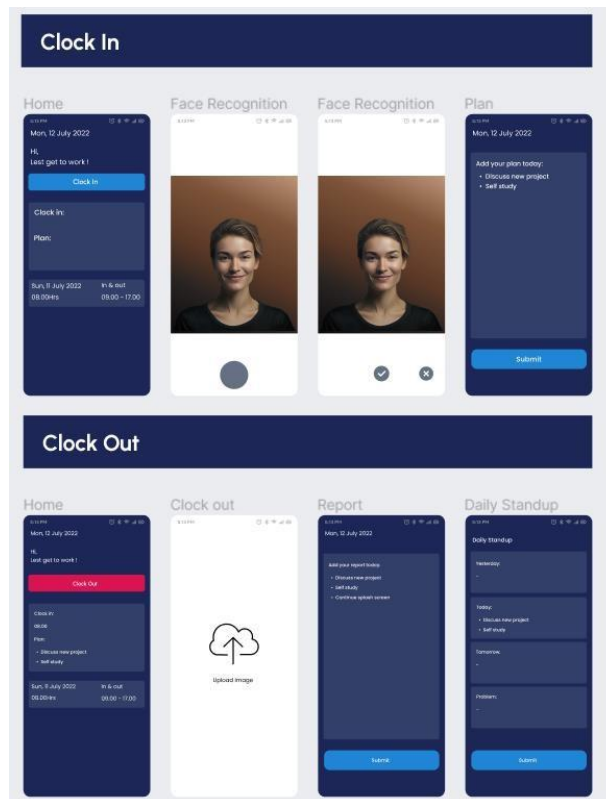 Clock In
Home
Face Recognition
Face Recognition
Plan
Mon, 12 July 2022
Hi,
Lest get to work !
Clock in
Clock in:
Plan:
Sun, 11 July 2022
In & out
08.00Hrs
09.00 - 17.00
Mon, 12 July 2022
Add your plan today:
• Discuss new project
• Self study
Submit
Clock Out
Home
Clock out
Report
Daily Standup
Mon, 12 July 2022
Hi,
Lest get to work !
Clock Out
Clock in:
Plan:
• Discuss new project
• Self study
Sun, 11 July 2022
In & out
09.00 - 17.00
Upload Image
Mon, 12 July 2022
Add your report today:
• Discuss new project
• Self study
• Continue splash screen
Submit
Daily Standup
Yesterday:
-
Today:
• Discuss new project
• Self study
Tomorrow:
-
Problem:
-
Submit